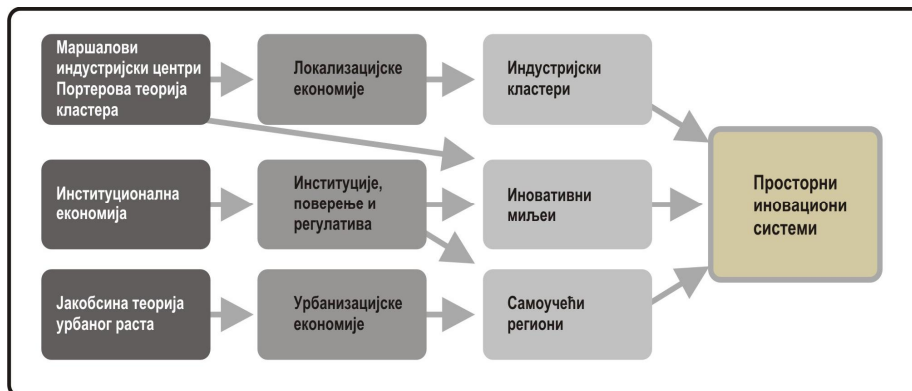 Маршалови
индустријски центри
Портерова теорија
кластера
Локализацијске
економије
Индустријски
кластери
Институционална
економија
Институције,
поверење и
регулатива
Иновативни
миљеи
Просторни
иновациони
системи
Јакобсина теорија
урбаног раста
Урбанизацијске
економије
Самоучећи
региони